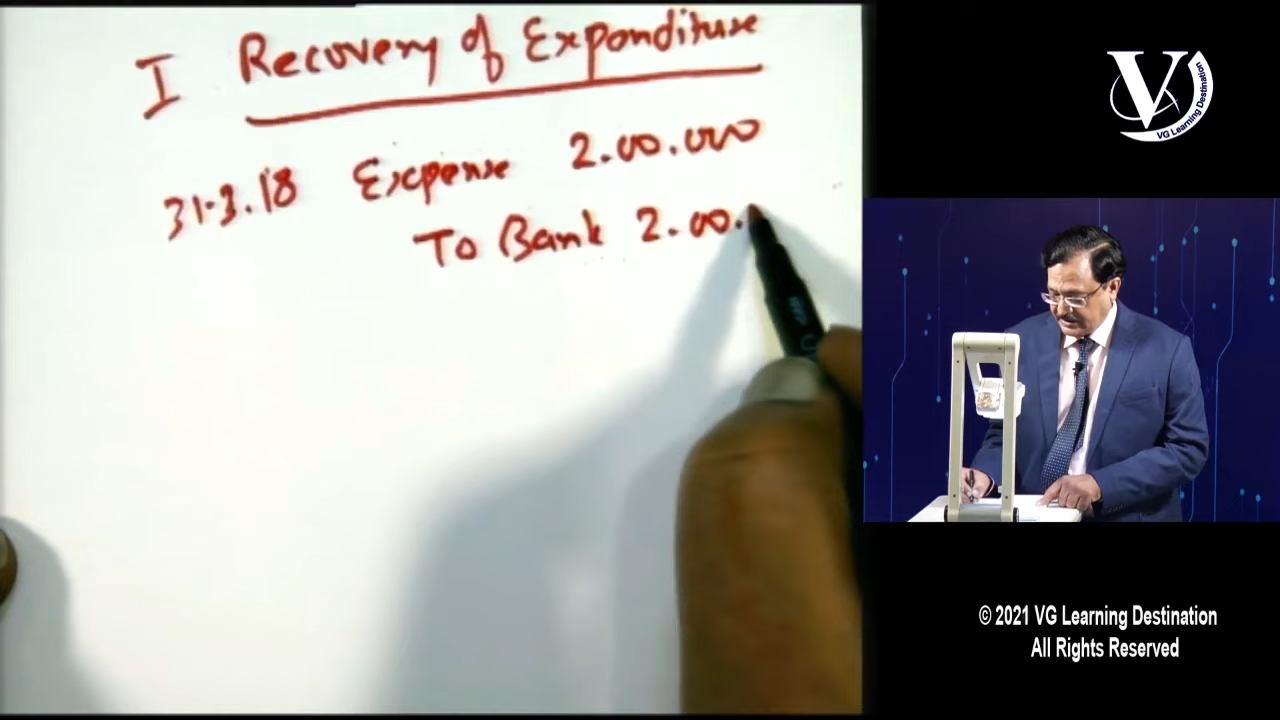 I Recovery of Expenditure
31.3.18 Expense 2.00.000
To Bank 2.00.
V
VG Learning Destination
© 2021 VG Learning Destination
All Rights Reserved